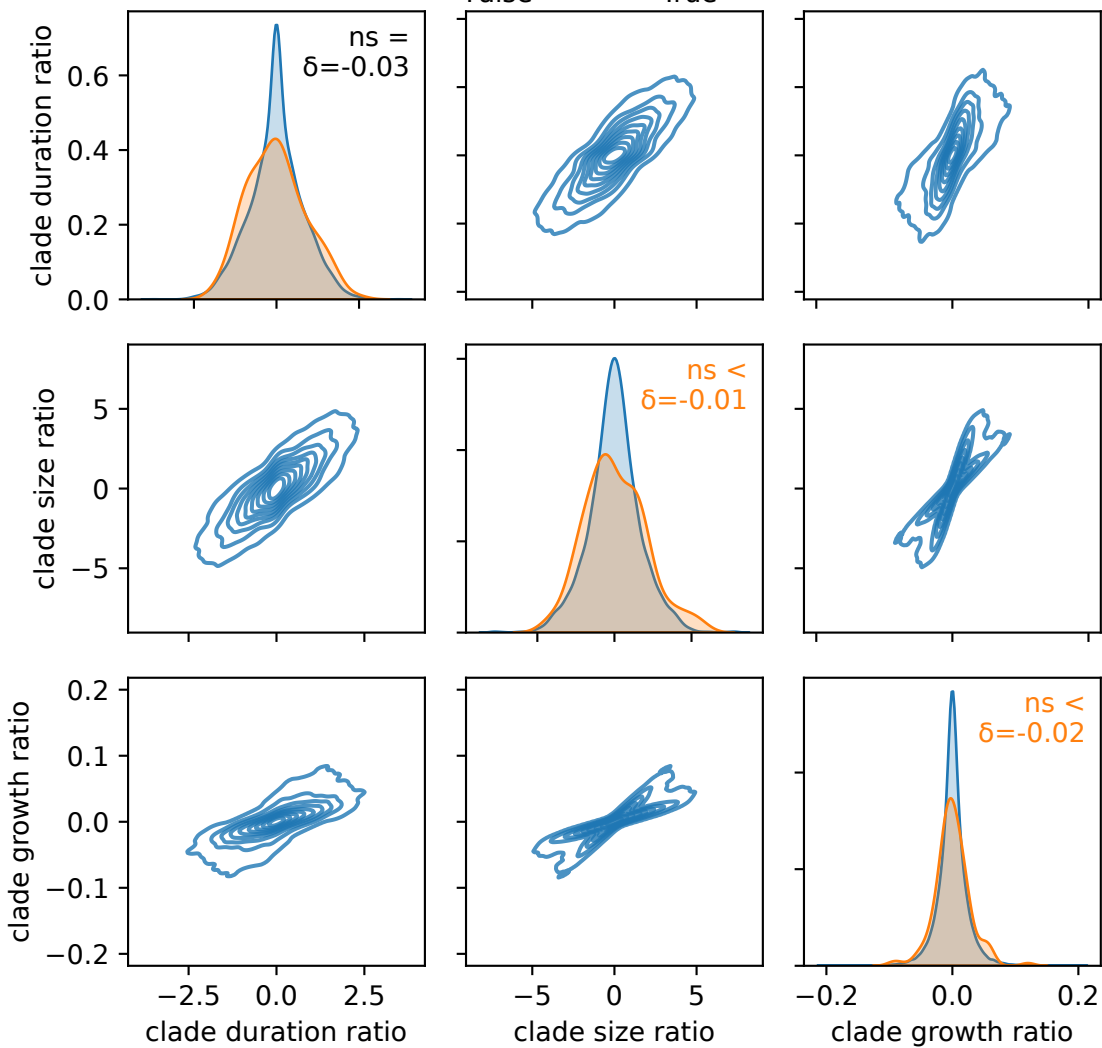 clade duration ratio
0.6
0.4
0.2
0.0
ns =
δ=-0.03
clade size ratio
5
0
−5
ns <
δ=-0.01
clade growth ratio
0.2
0.1
0.0
−0.1
−0.2
ns <
δ=-0.02
−2.5 0.0 2.5
clade duration ratio
−5 0 5
clade size ratio
−0.2 0.0 0.2
clade growth ratio